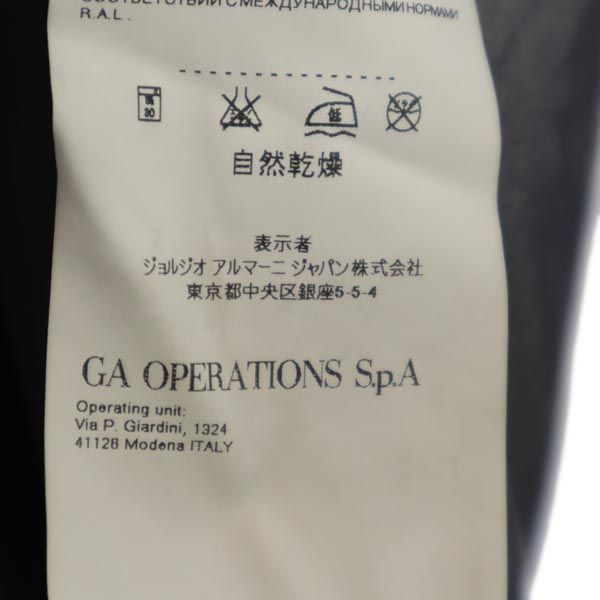 СООТВЕТСТВИИ С МЕЖДУНАРОДНЫМИ НОРМАМИ
R.A.L.
30
低
自然乾燥
表示者
ジョルジオ アルマーニ ジャパン株式会社
東京都中央区銀座5-5-4
GA OPERATIONS S.p.A
Operating unit:
Via P. Giardini, 1324
41126 Modena ITALY